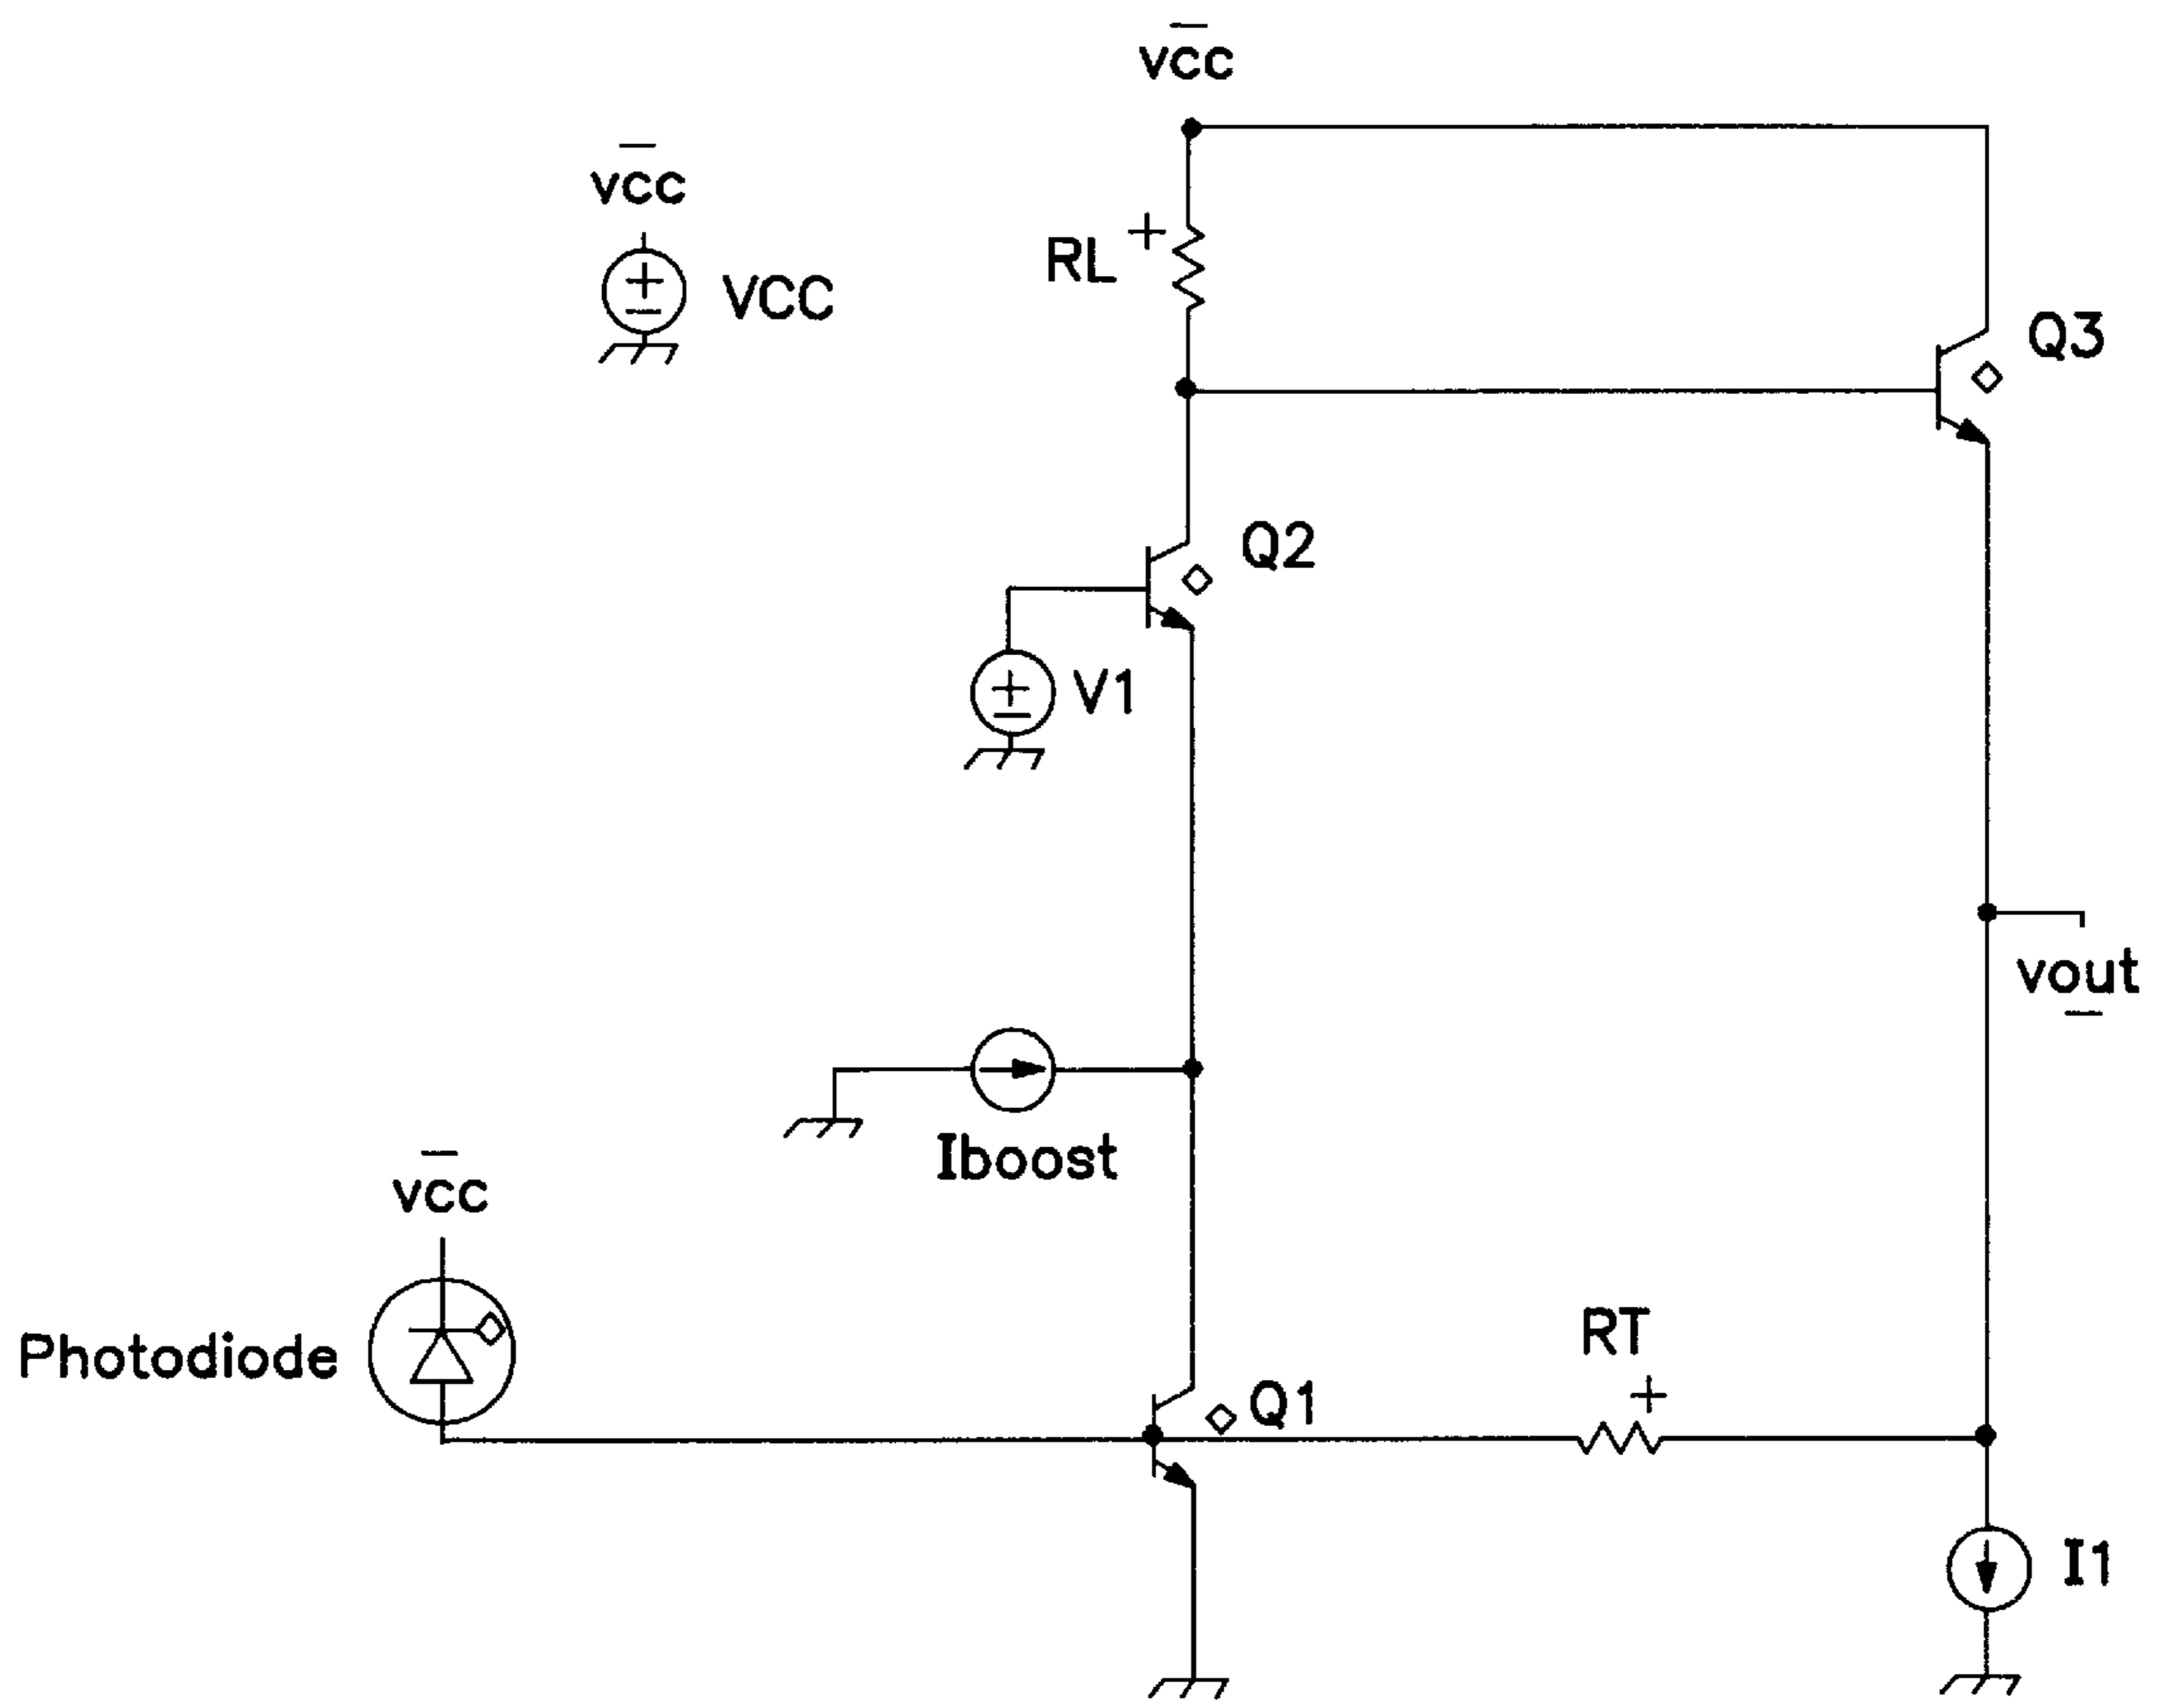 vcc
vcc
VCC
RL +
Q3
Q2
V1
vout
Iboost
vcc
Photodiode
RT
+
Q1
I1